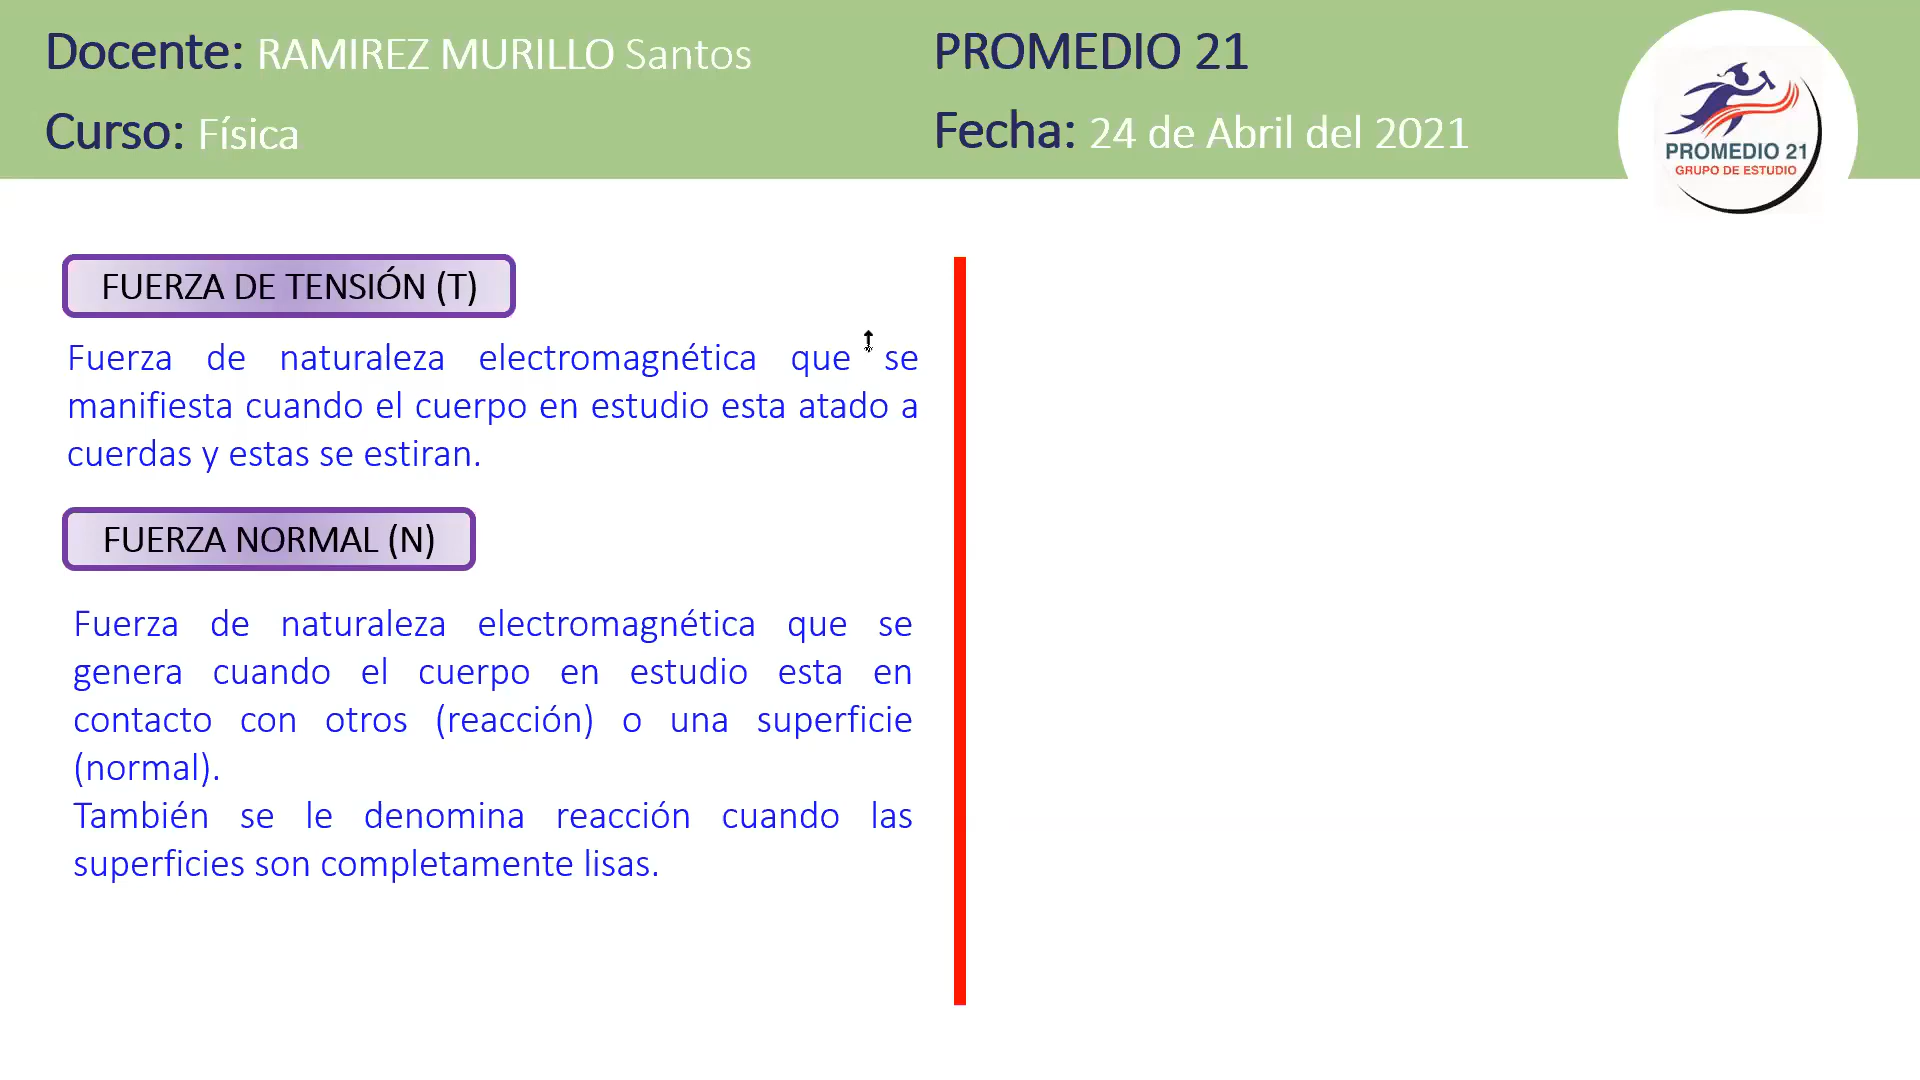 Docente: RAMIREZ MURILLO Santos
Curso: Física
PROMEDIO 21
Fecha: 24 de Abril del 2021
PROMEDIO 21
GRUPO DE ESTUDIO
FUERZA DE TENSIÓN (T)
Fuerza de naturaleza electromagnética que se
manifiesta cuando el cuerpo en estudio esta atado a
cuerdas y estas se estiran.
FUERZA NORMAL (N)
Fuerza de naturaleza electromagnética que se
genera cuando el cuerpo en estudio esta en
contacto con otros (reacción) o una superficie
(normal).
También se le denomina reacción cuando las
superficies son completamente lisas.